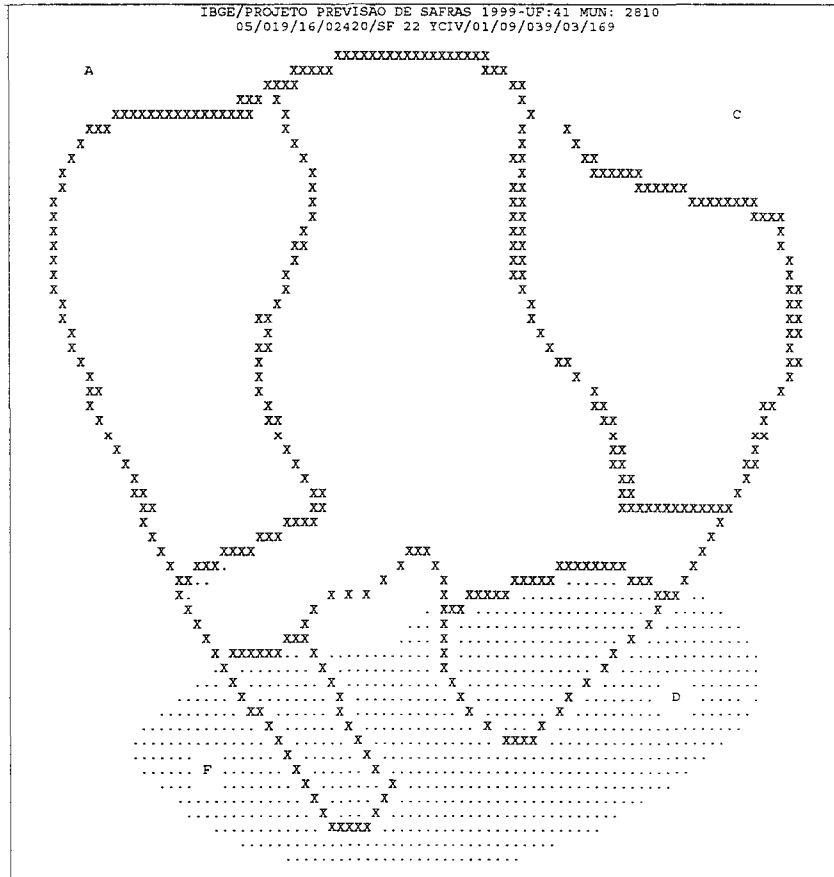 IBGE/PROJETO PREVISAO DE SAFRAS 1999-UF:41 MUN: 2810
05/019/16/02420/SF 22 YCIV/01/09/039/03/169
A
C
D
F